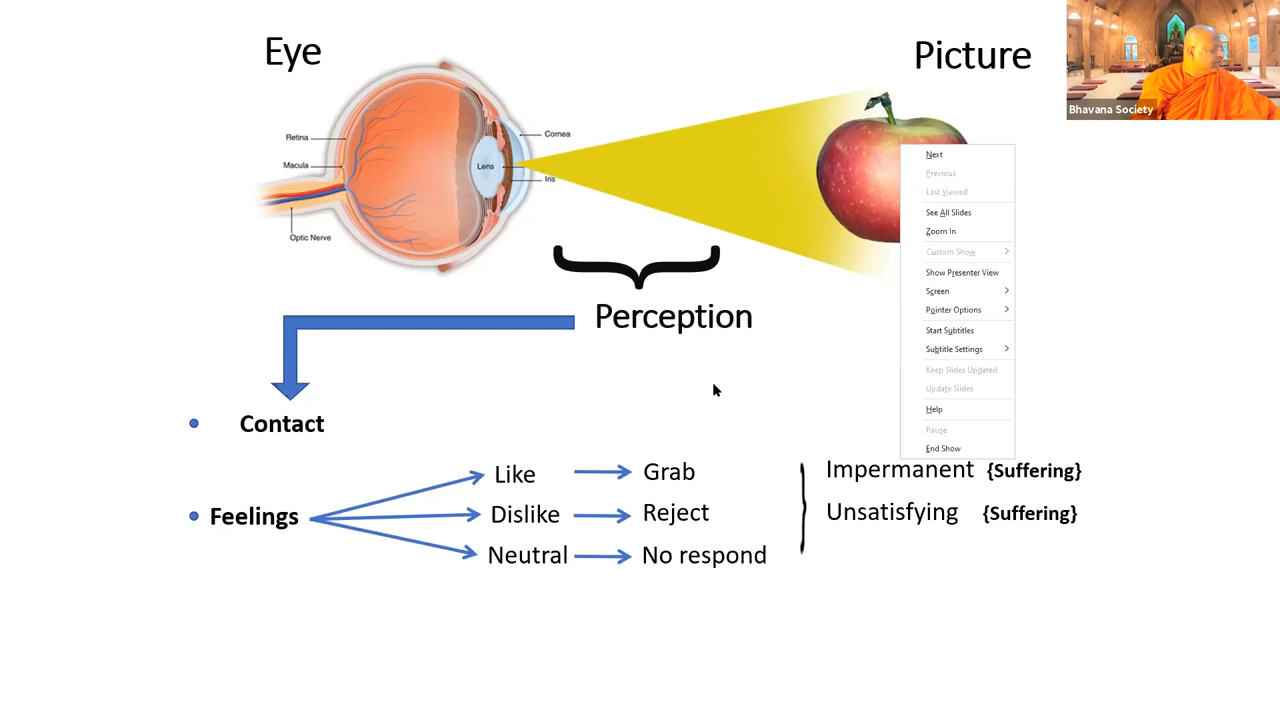 Eye
Picture
Bhavana Society
Retina
Macula
Optic Nerve
Lens
Cornea
Iris
Next
Previous
Last Viewed
See All Slides
Zoom In
Custom Show
Show Presenter View
Screen
Pointer Options
Start Subtitles
Subtitle Settings
Keep Slides Updated
Update Slides
Help
Pause
End Show
Perception
• Contact
• Feelings
Like Grab
Dislike Reject
Neutral No respond
Impermanent {Suffering}
Unsatisfying {Suffering}